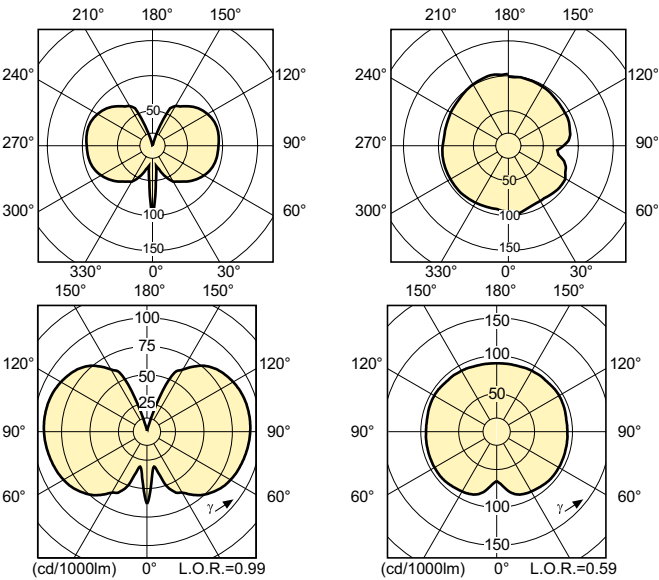 210° 180° 150° 210° 180° 150°
240° 120° 240° 120°
50
270° 90° 270° 90°
50
300° 60° 300° 60°
100 100
150 150
330° 0° 30° 330° 0° 30°
150° 180° 150° 150° 180° 150°
100 150
75
120° 100 120°
120° 120°
50 50
25
90° 90° 90° 90°
60° 60° 60° 60°
γ 100 γ
150
(cd/1000lm) 0° L.O.R.=0.99 (cd/1000lm) 0° L.O.R.=0.59